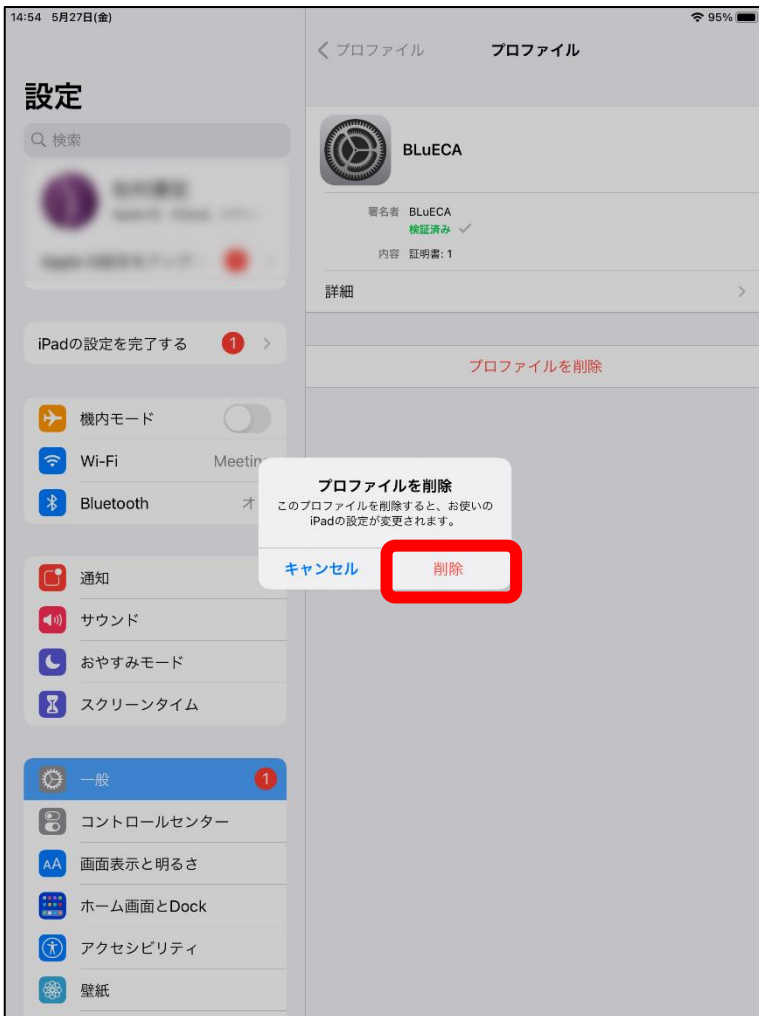 14:54 5月27日(金)
95%
設定
検索
iPadの設定を完了する
1
機内モード
Wi-Fi
Bluetooth
通知
サウンド
おやすみモード
スクリーンタイム
一般
1
コントロールセンター
AA 画面表示と明るさ
ホーム画面とDock
アクセシビリティ
壁紙
プロファイル
プロファイル
BLuECA
署名者 BLuECA
検証済み
内容 証明書: 1
詳細
プロファイルを削除
プロファイルを削除
このプロファイルを削除すると、お使いの
iPadの設定が変更されます。
キャンセル
削除